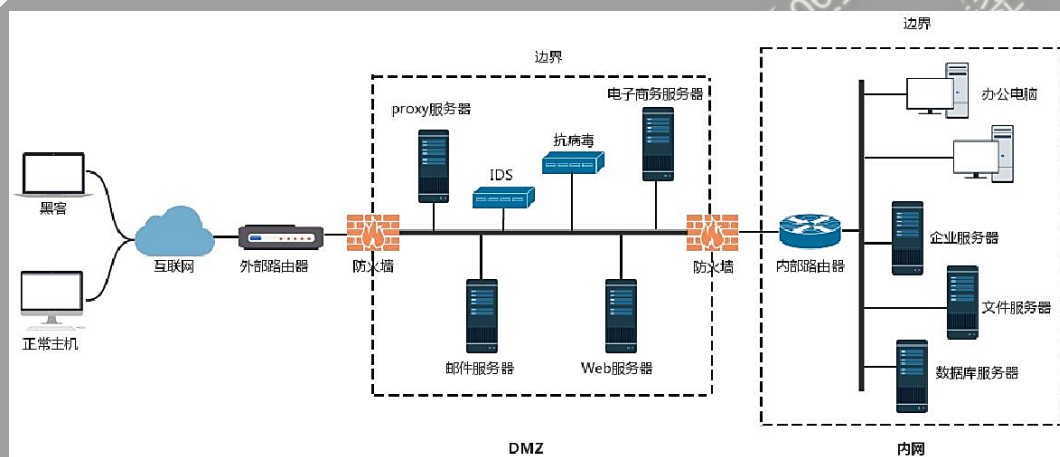 边界
边界
电子商务服务器
办公电脑
proxy服务器
抗病毒
IDS
黑客
企业服务器
互联网
外部路由器
防火墙
防火墙
内部路由器
文件服务器
正常主机
邮件服务器
Web服务器
数据库服务器
DMZ
内网